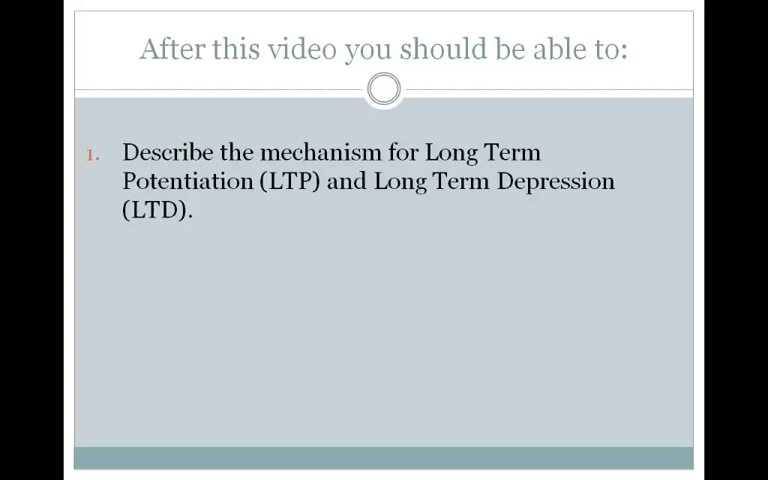 After this video you should be able to:
1. Describe the mechanism for Long Term
Potentiation (LTP) and Long Term Depression
(LTD).